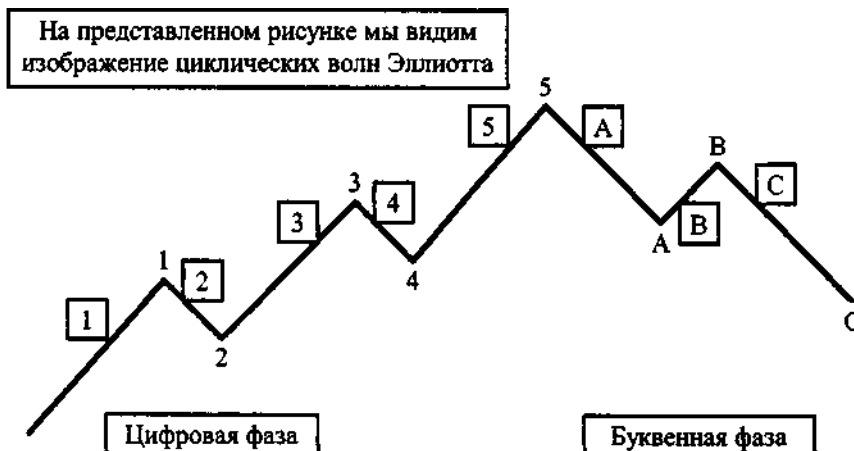 На представленном рисунке мы видим
изображение циклических волн Эллиотта
5
5
A
B
3
C
3
4
1
A
B
4
2
1
2
C
Цифровая фаза
Буквенная фаза